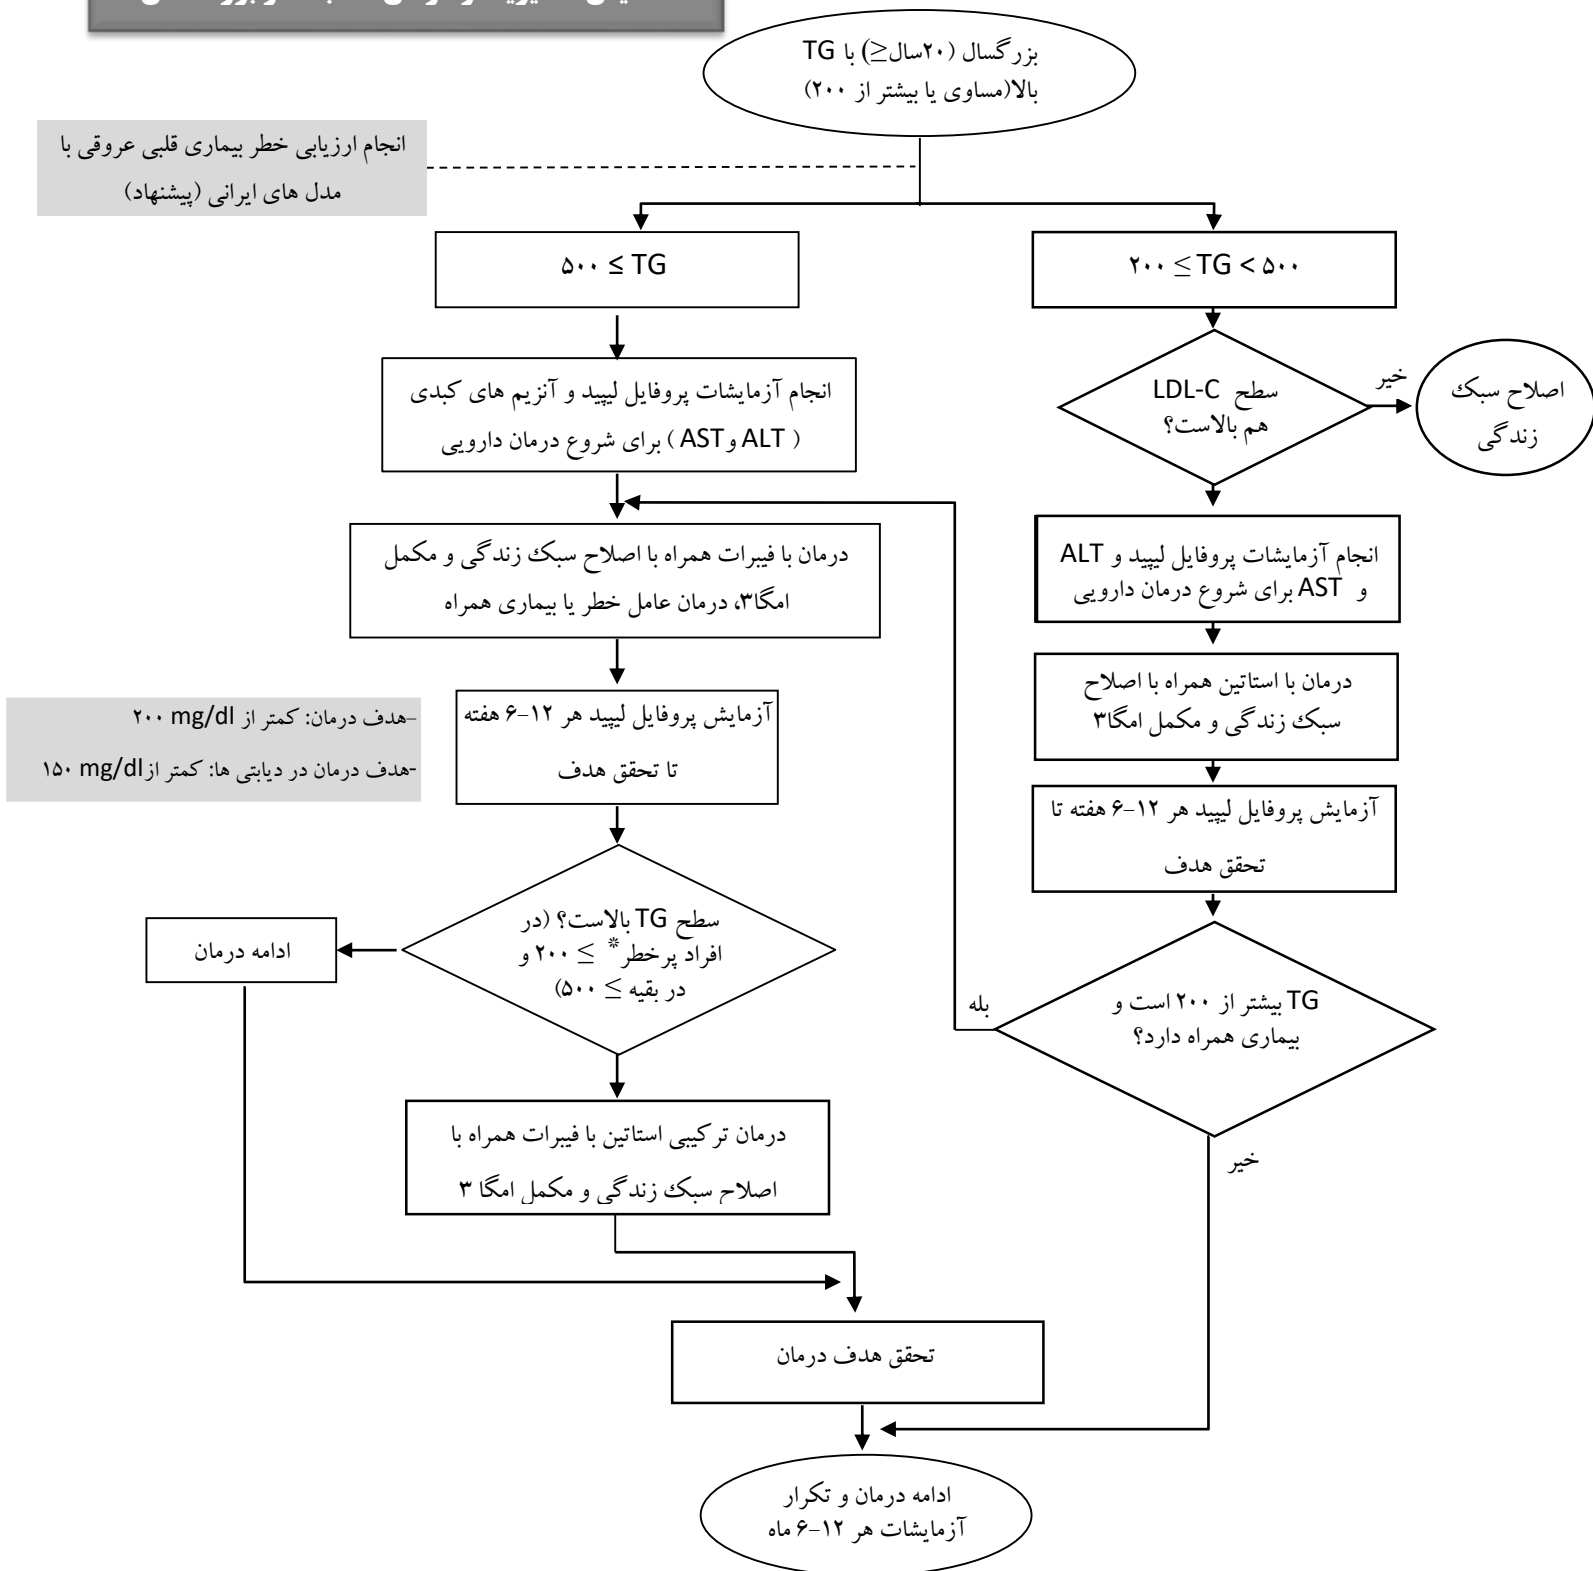 بزرگسال (۲۰سال≤) با TG
بالا(مساوی یا بیشتر از ۲۰۰)
انجام ارزیابی خطر بیماری قلبی عروقی با
مدل های ایرانی (پیشنهاد)
۲۰۰ ≤ TG < ۵۰۰
۵۰۰ ≤ TG
سطح LDL-C
هم بالاست؟
خیر
اصلاح سبک
زندگی
انجام آزمایشات پروفایل لیپید و آنزیم های کبدی
( ALT و AST ) برای شروع درمان دارویی
انجام آزمایشات پروفایل لیپید و ALT
و AST برای شروع درمان دارویی
درمان با فیبرات همراه با اصلاح سبک زندگی و مکمل
امگا۳، درمان عامل خطر یا بیماری همراه
درمان با استاتین همراه با اصلاح
سبک زندگی و مکمل امگا۳
آزمایش پروفایل لیپید هر ۱۲-۶ هفته
تا تحقق هدف
-هدف درمان: کمتر از ۲۰۰ mg/dl
-هدف درمان در دیابتی ها: کمتر از ۱۵۰ mg/dl
آزمایش پروفایل لیپید هر ۱۲-۶ هفته تا
تحقق هدف
سطح TG بالاست؟ (در
افراد پرخطر* ≥ ۲۰۰ و
در بقیه ≥ ۵۰۰)
ادامه درمان
TG بیشتر از ۲۰۰ است و
بیماری همراه دارد؟
بله
خیر
درمان ترکیبی استاتین با فیبرات همراه با
اصلاح سبک زندگی و مکمل امگا ۳
تحقق هدف درمان
ادامه درمان و تکرار
آزمایشات هر ۱۲-۶ ماه